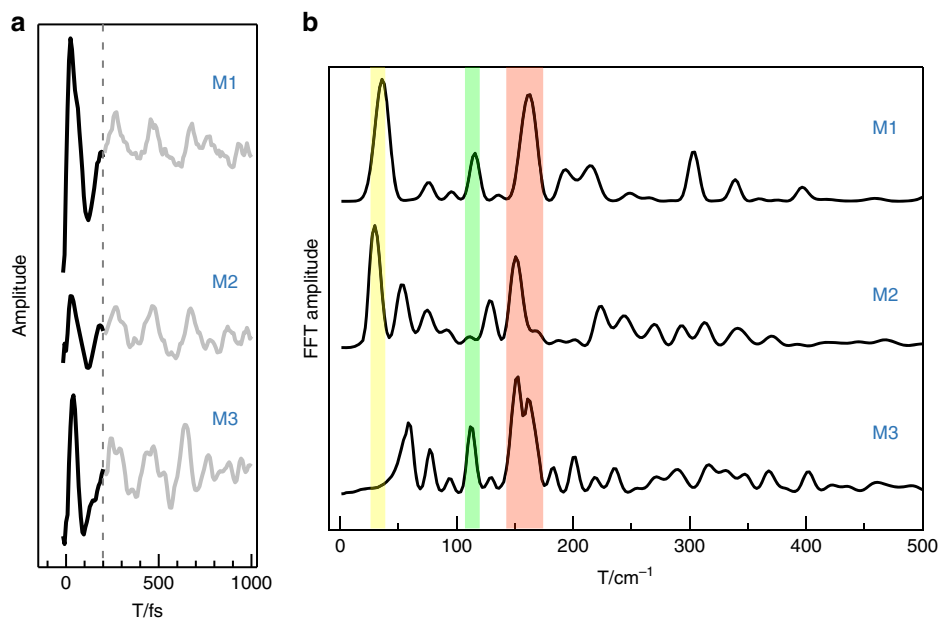 a
Amplitude
M1
M2
M3
0
500
1000
T/fs
b
FFT amplitude
M1
M2
M3
0
100
200
300
400
500
T/cm⁻¹